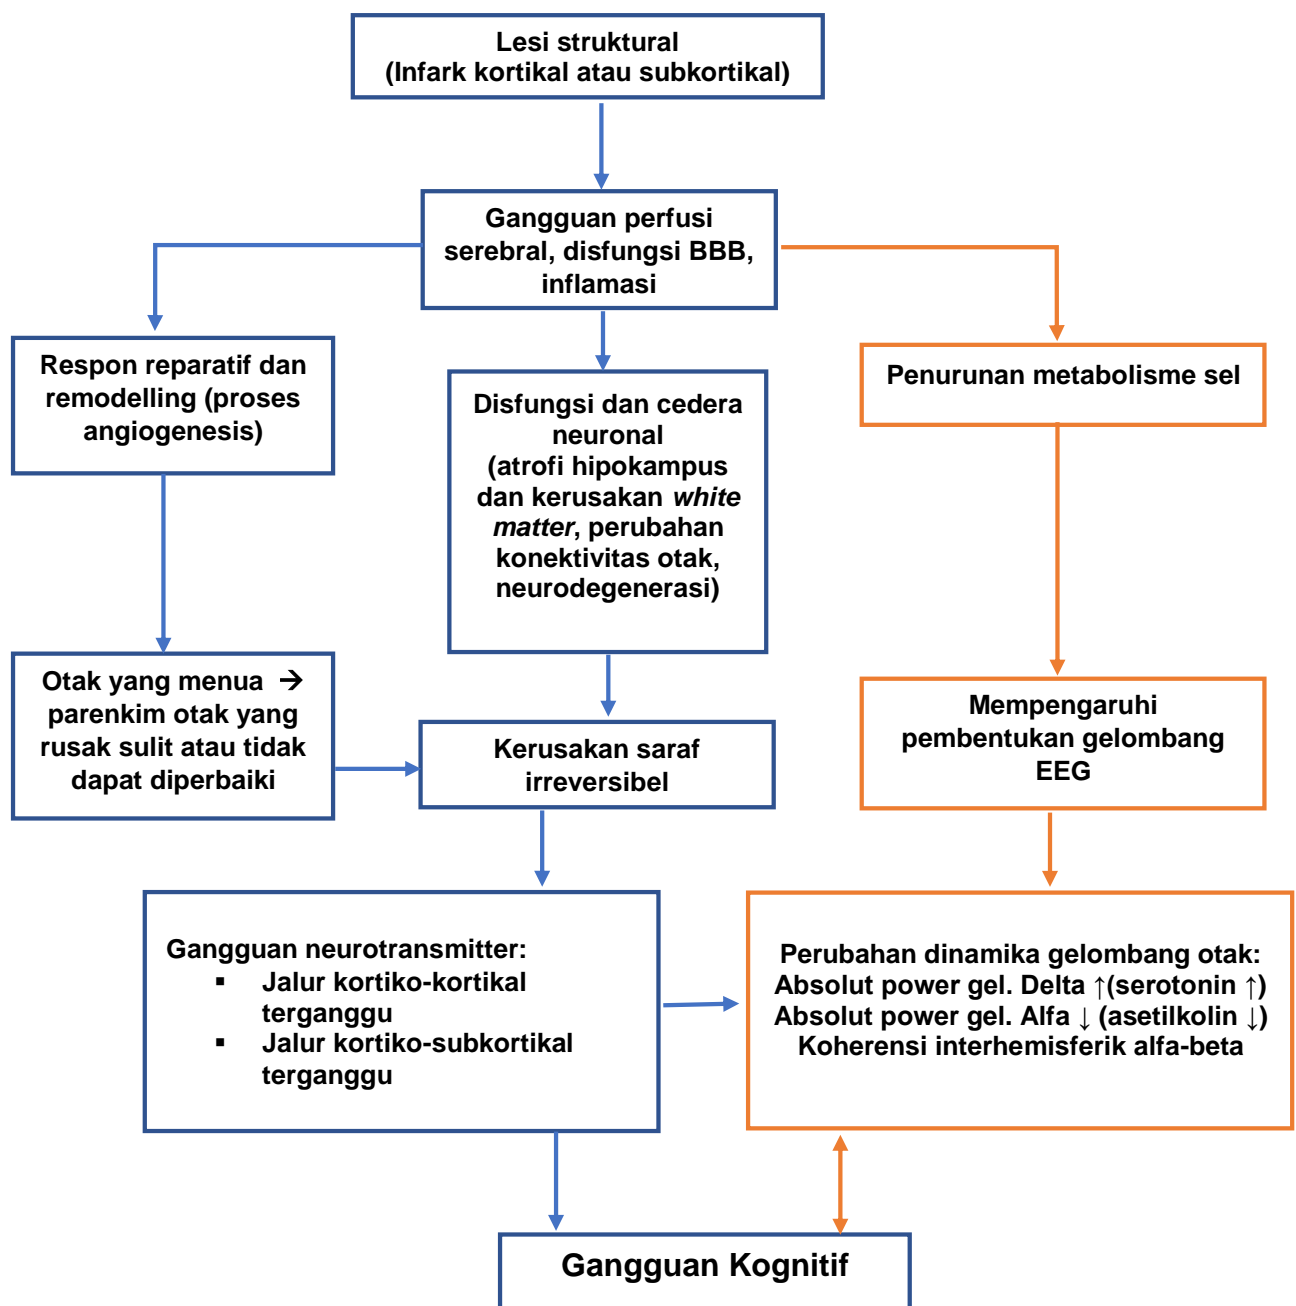 Lesi struktural
(Infark kortikal atau subkortikal)
Gangguan perfusi
serebral, disfungsi BBB,
inflamasi
Respon reparatif dan
remodelling (proses
angiogenesis)
Disfungsi dan cedera
neuronal
(atrofi hipokampus
dan kerusakan white
matter, perubahan
konektivitas otak,
neurodegenerasi)
Penurunan metabolisme sel
Otak yang menua →
parenkim otak yang
rusak sulit atau tidak
dapat diperbaiki
Kerusakan saraf
irreversibel
Mempengaruhi
pembentukan gelombang
EEG
Gangguan neurotransmitter:
▪ Jalur kortiko-kortikal
terganggu
▪ Jalur kortiko-subkortikal
terganggu
Perubahan dinamika gelombang otak:
Absolut power gel. Delta ↑(serotonin ↑)
Absolut power gel. Alfa ↓ (asetilkolin ↓)
Koherensi interhemisferik alfa-beta
Gangguan Kognitif